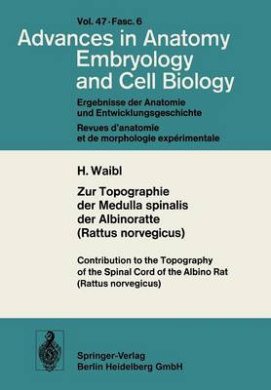 Vol. 47 · Fasc. 6
Advances in Anatomy
Embryology
and Cell Biology
Ergebnisse der Anatomie
und Entwicklungsgeschichte
Revues d'anatomie
et de morphologie expérimentale
H. Waibl
Zur Topographie
der Medulla spinalis
der Albinoratte
(Rattus norvegicus)
Contribution to the Topography
of the Spinal Cord of the Albino Rat
(Rattus norvegicus)
Springer-Verlag
Berlin Heidelberg GmbH